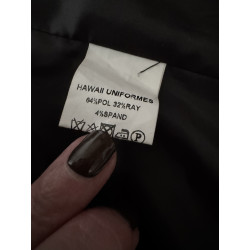 HAWAII UNIFORMES
64%POL 32%RAY
4%SPAND